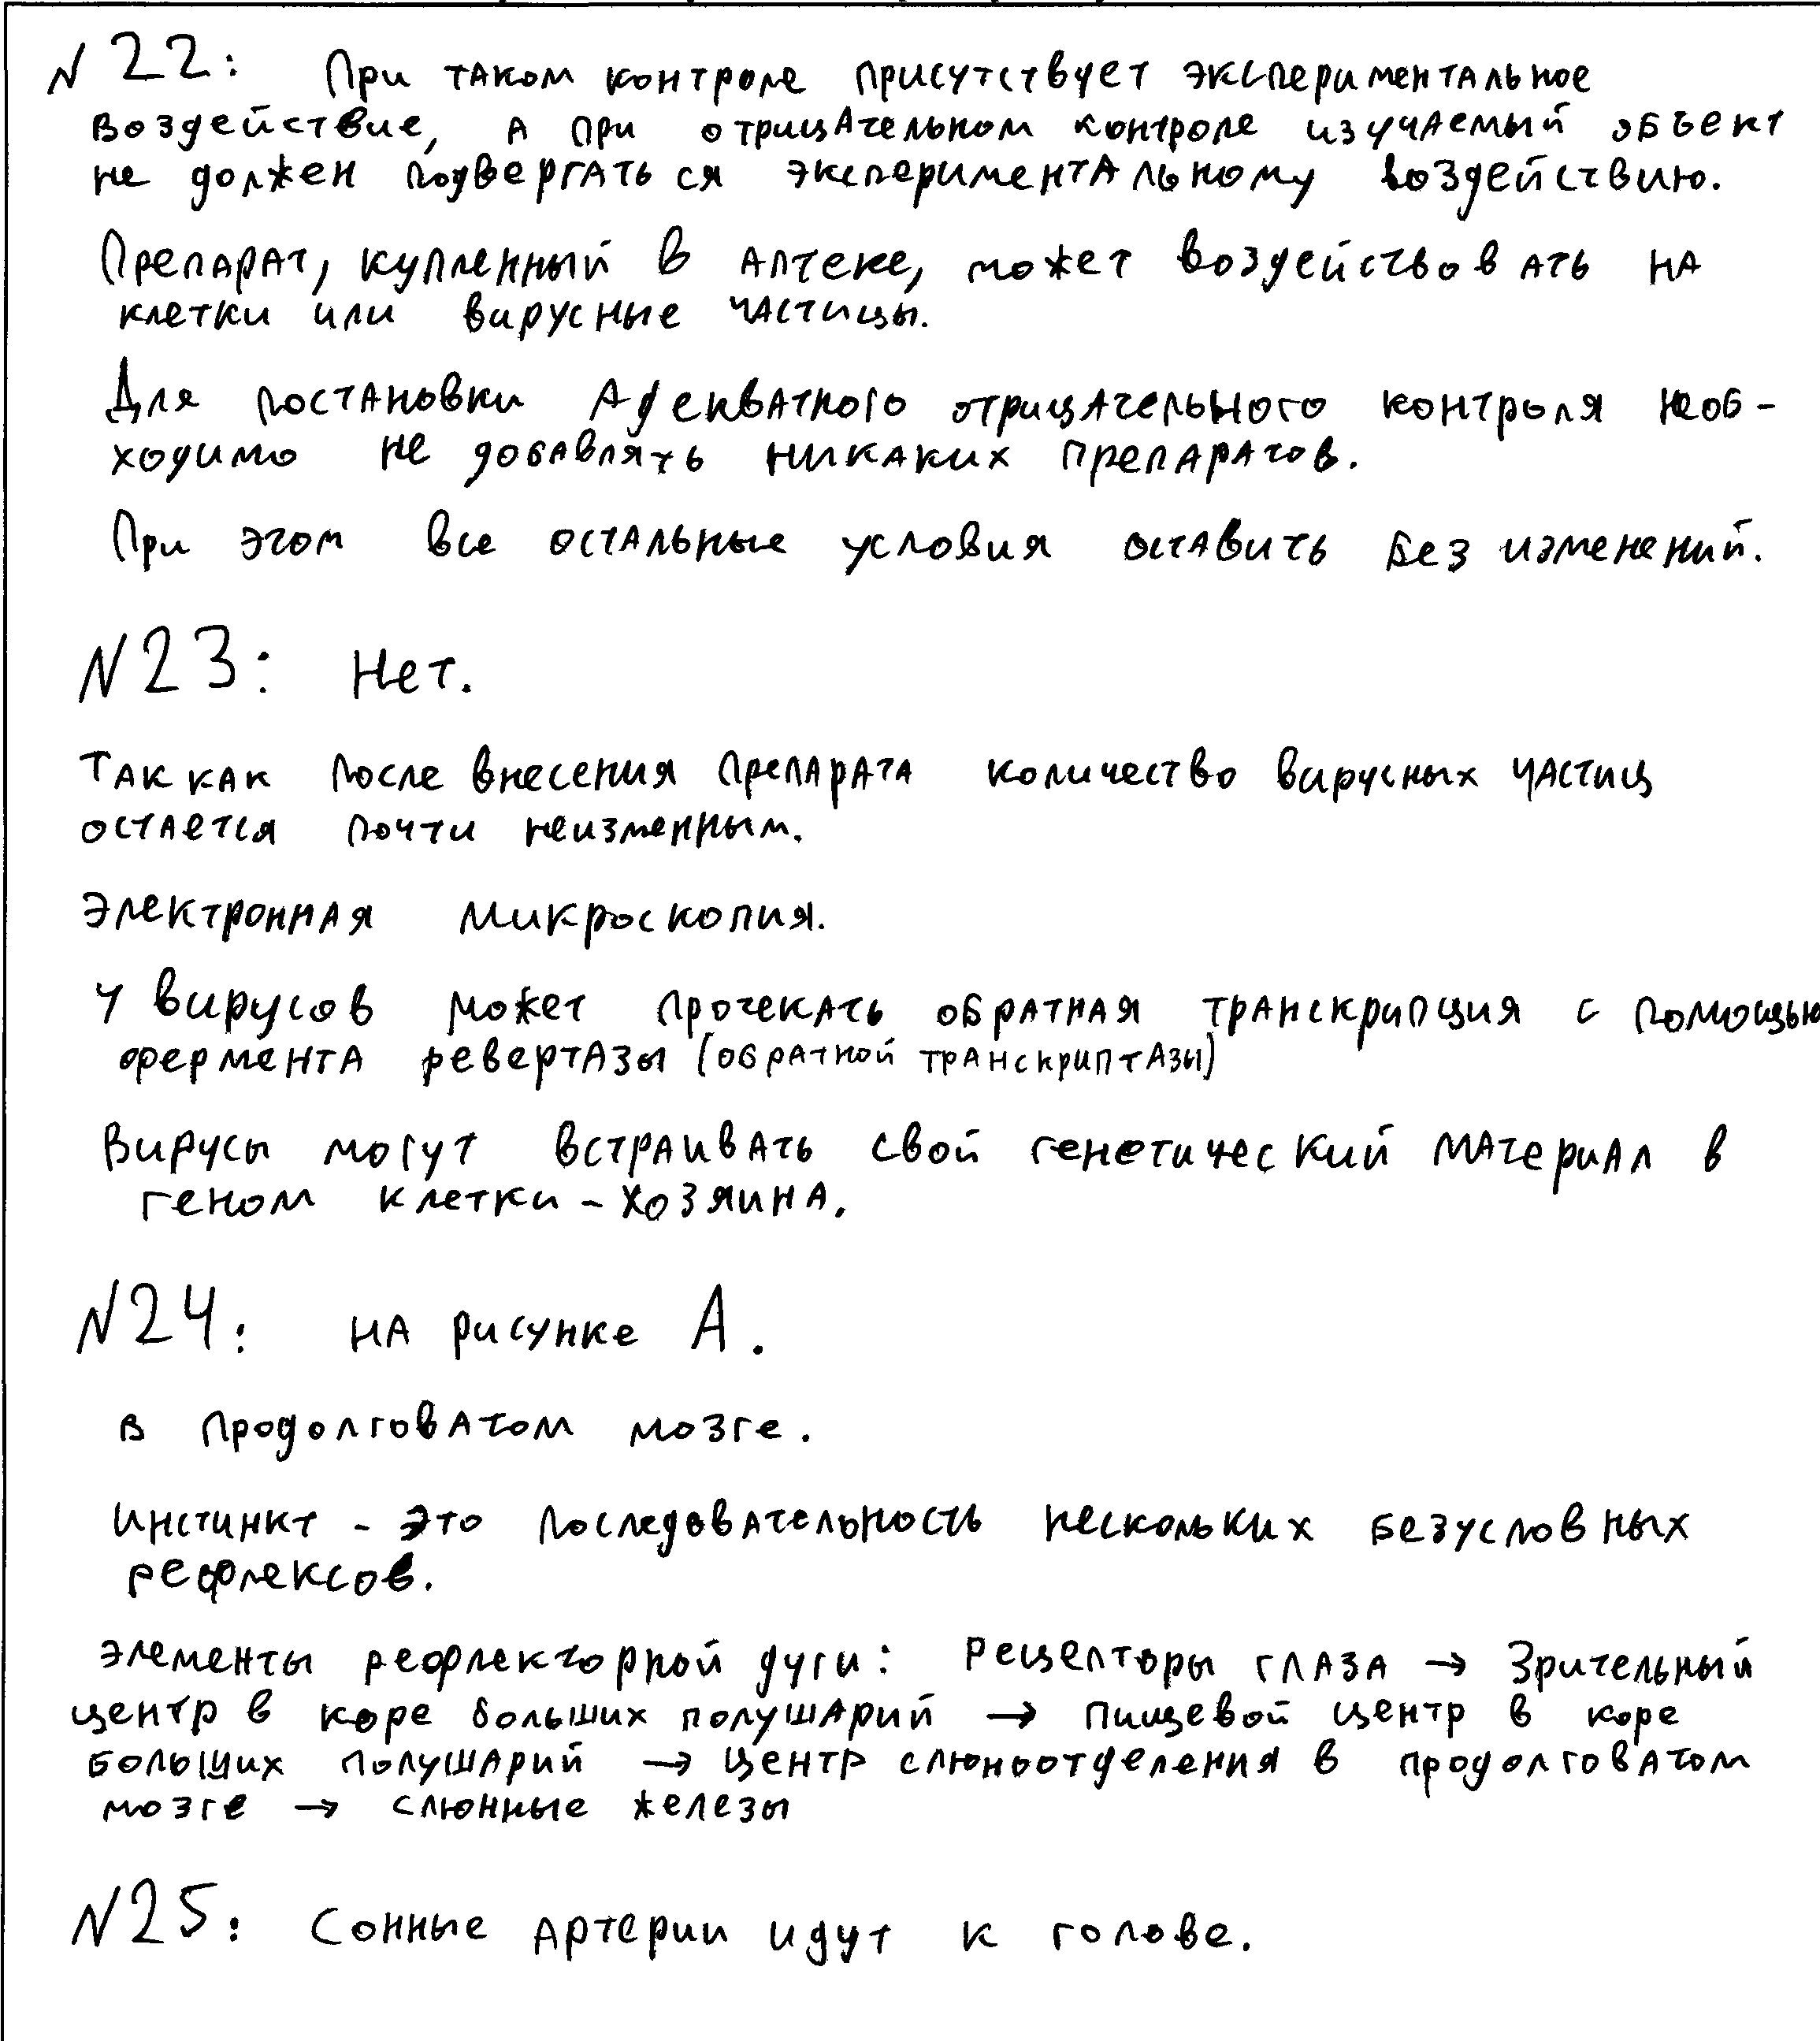 N 22: При таком контроле присутствует экспериментальное
воздействие, а при отрицательном контроле изучаемый объект
не должен подвергаться экспериментальному воздействию.
Препарат, купленный в аптеке, может воздействовать на
клетки или вирусные частицы.
Для постановки адекватного отрицательного контроля необ-
ходимо не добавлять никаких препаратов.
При этом все остальные условия оставить без изменений.
N23: Нет.
Так как после внесения препарата количество вирусных частиц
остается почти неизменным.
Электронная микроскопия.
У вирусов может протекать обратная транскрипция с помощью
фермента ревертазы (обратной транскриптазы)
Вирусы могут встраивать свой генетический материал в
геном клетки-хозяина.
N24: на рисунке А.
в продолговатом мозге.
Инстинкт - это последовательность нескольких безусловных
рефлексов.
Элементы рефлекторной дуги: Рецепторы глаза → Зрительный
центр в коре больших полушарий → пищевой центр в коре
больших полушарий → центр слюноотделения в продолговатом
мозге → слюнные железы
N25: Сонные артерии идут к голове.